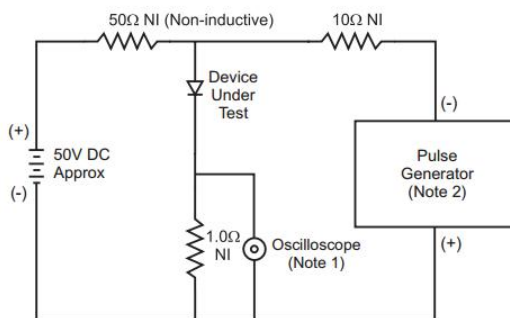 50Ω NI (Non-inductive)
10Ω NI
Device
Under
Test
(-)
(+)
50V DC
Approx
(-)
Pulse
Generator
(Note 2)
1.0Ω
NI
Oscilloscope
(Note 1)
(+)